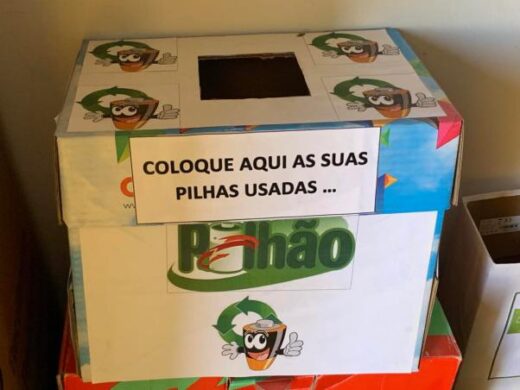 COLOQUE AQUI AS SUAS
PILHAS USADAS ...
Pilhão